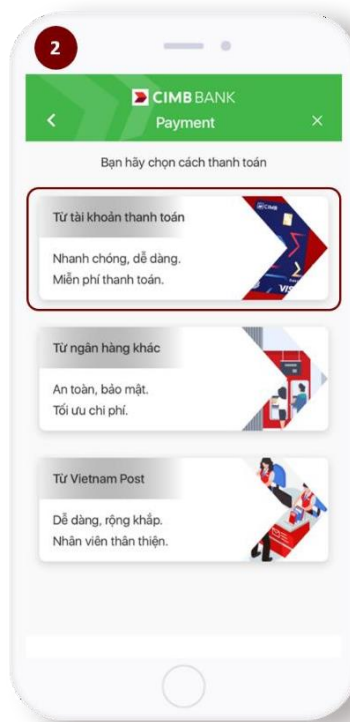 2
CIMB BANK
Payment
Bạn hãy chọn cách thanh toán
Từ tài khoản thanh toán
CIMB
Nhanh chóng, dễ dàng.
Miễn phí thanh toán.
VISA
Từ ngân hàng khác
An toàn, bảo mật.
Tối ưu chi phí.
Từ Vietnam Post
Dễ dàng, rộng khắp.
Nhân viên thân thiện.